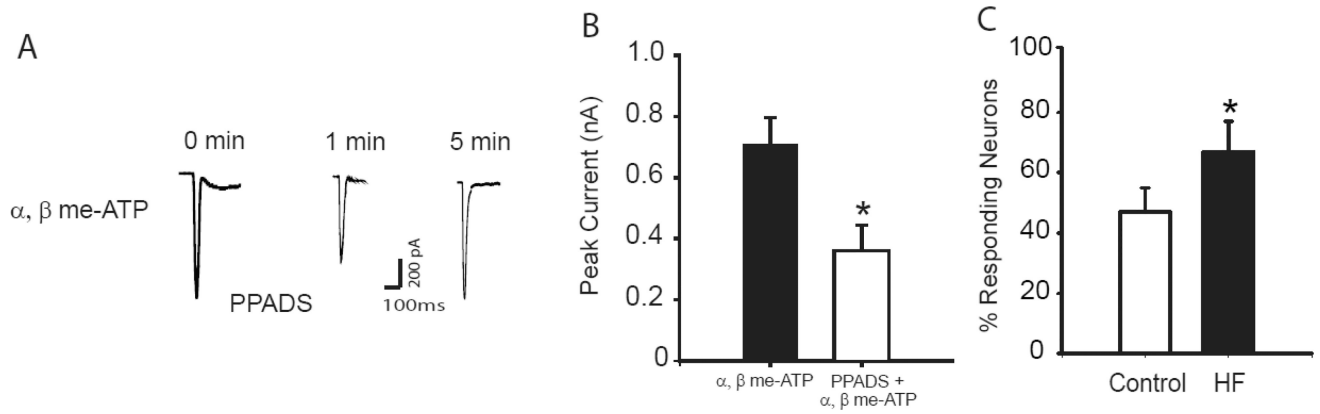 A
0 min
1 min
5 min
α, β me-ATP
PPADS
200 pA
100ms
B
Peak Current (nA)
1.0
0.8
0.6
0.4
0.2
0
*
α, β me-ATP
PPADS +
α, β me-ATP
C
% Responding Neurons
100
80
60
40
20
0
*
Control
HF